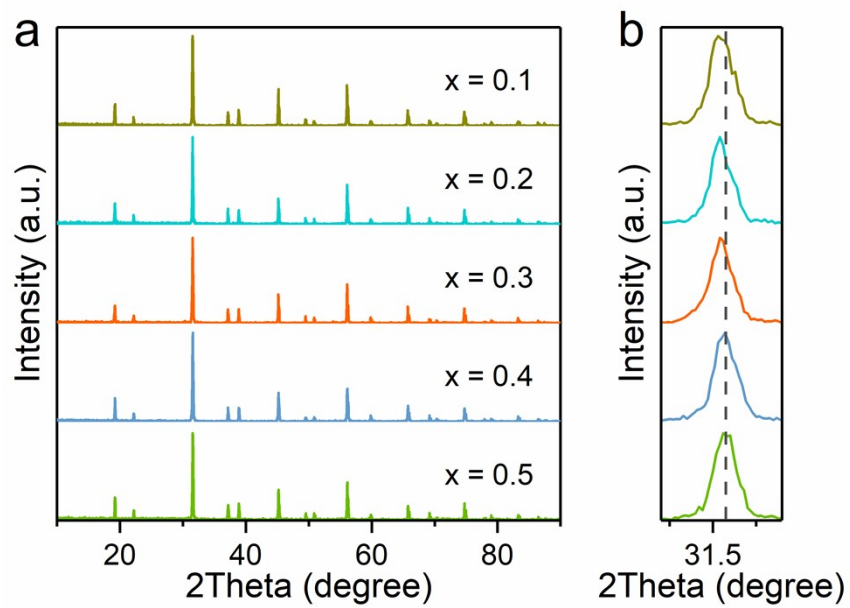 a
b
x = 0.1
x = 0.2
x = 0.3
x = 0.4
x = 0.5
Intensity (a.u.)
20 40 60 80
2Theta (degree)
Intensity (a.u.)
31.5
2Theta (degree)